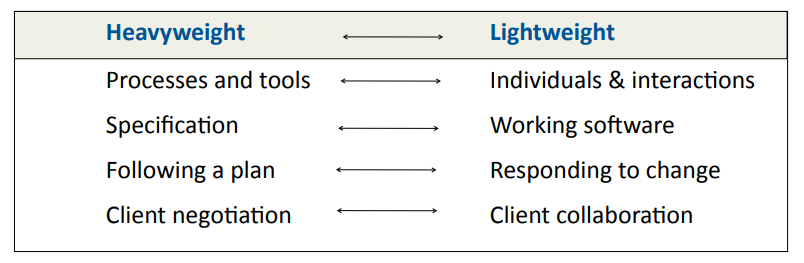 Heavyweight Lightweight
Processes and tools Individuals & interactions
Specification Working software
Following a plan Responding to change
Client negotiation Client collaboration